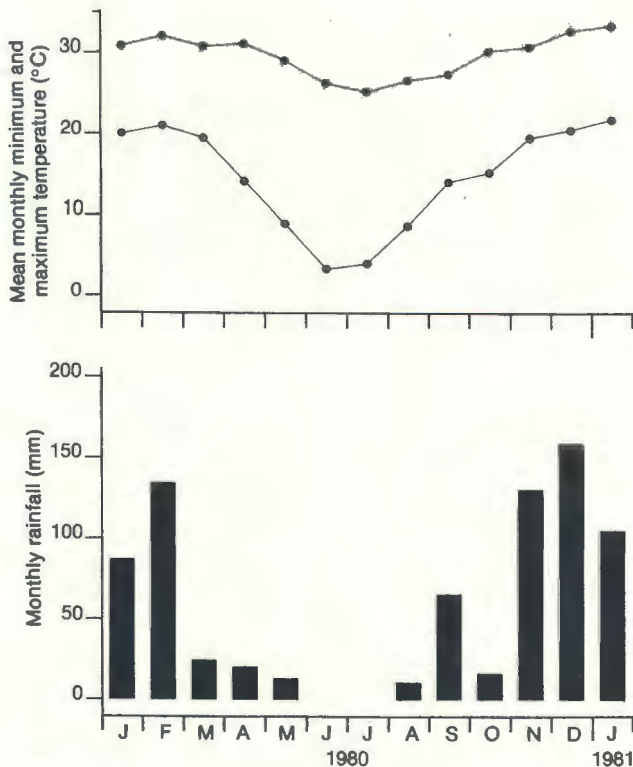 Mean monthly minimum and
maximum temperature (°C)
30
20
10
0
Monthly rainfall (mm)
200
150
100
50
0
J F M A M J J A S O N D J
1980 1981